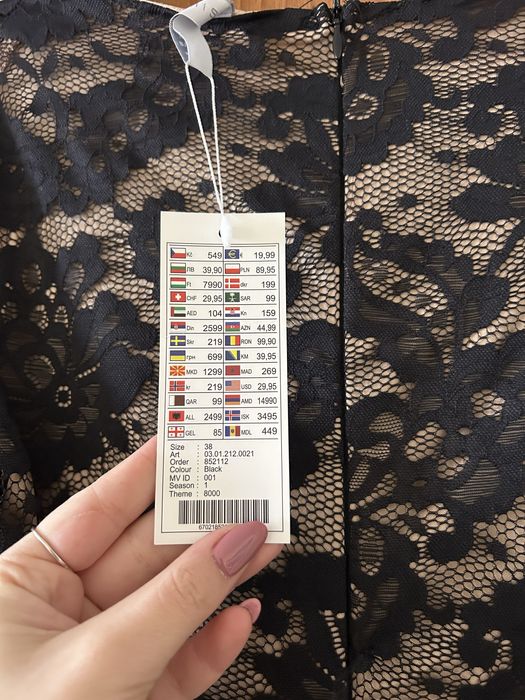 Kč 549 € 19,99
ЛВ 39,90 PLN 89,95
Ft 7990 dkr 199
CHF 29,95 SAR 99
AED 104 Kn 159
Din 2599 AZN 44,99
Skr 219 RON 99,90
грн 699 KM 39,95
MKD 1299 MAD 269
kr 219 USD 29,95
QAR 99 AMD 14990
ALL 2499 ISK 3495
GEL 85 MDL 449
Size : 38
Art : 03.01.212.0021
Order : 852112
Colour : Black
MV ID : 001
Season : 1
Theme : 8000